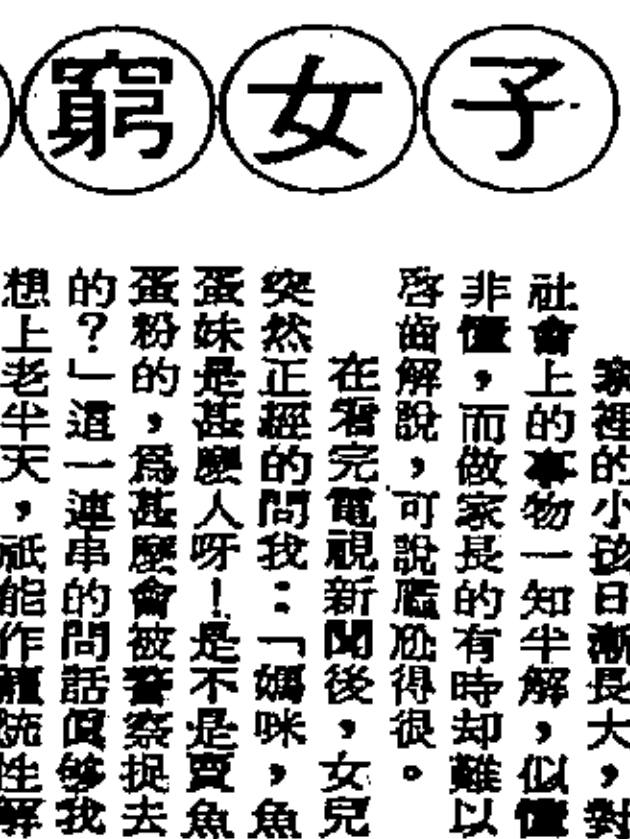 子女窮
家裡的小孩日漸長大，對
社會上的事物一知半解，似懂
非懂，而做家長的有時却難以
啓齒解說，可說尷尬得很。
在看完電視新聞後，女兒
突然正經的問我：「媽咪，魚
蛋妹是甚麼人呀！是不是賣魚
蛋粉的，爲甚麼會被警察捉去
的？」這一連串的問話眞够我
想上老半天，祇能作籠統性解